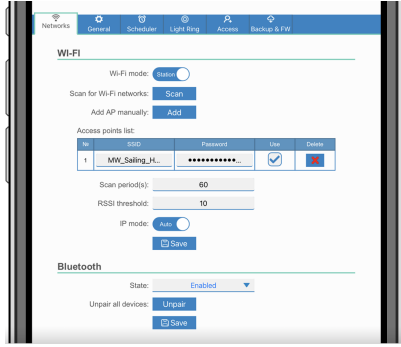 Networks General Scheduler Light Ring Access Backup & FW
Wi-Fi
Wi-Fi mode: Station
Scan for Wi-Fi networks: Scan
Add AP manually: Add
Access points list:
№ SSID Password Use Delete
1 MW_Sailing_H... •••••••••••...
Scan period(s): 60
RSSI threshold: 10
IP mode: Auto
Save
Bluetooth
State: Enabled
Unpair all devices: Unpair
Save